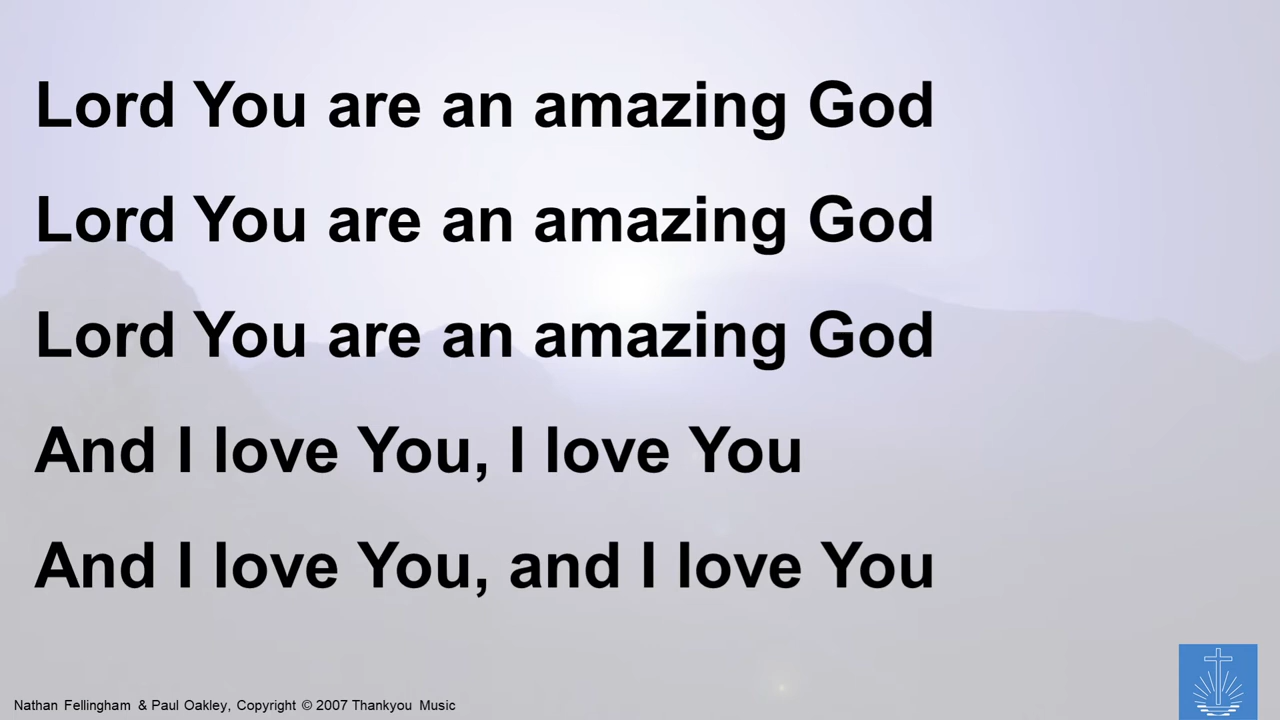 Lord You are an amazing God
Lord You are an amazing God
Lord You are an amazing God
And I love You, I love You
And I love You, and I love You
Nathan Fellingham & Paul Oakley, Copyright © 2007 Thankyou Music